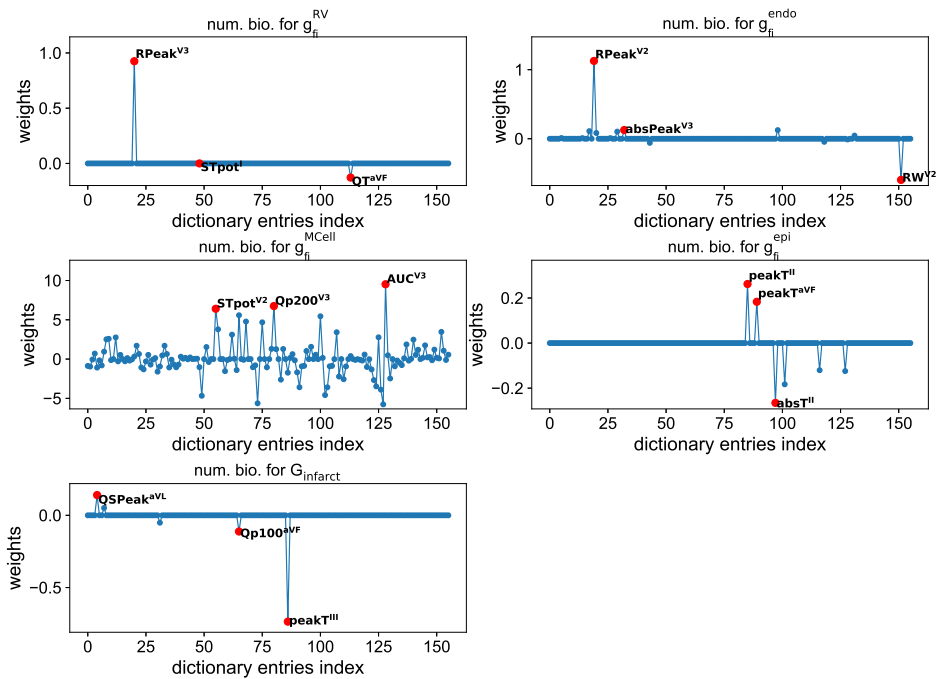 num. bio. for g_fi^RV
weights
1.0
0.5
0.0
RPeak^V3
STpot^I
QT^aVF
0 25 50 75 100 125 150
dictionary entries index
num. bio. for g_fi^endo
weights
1
0
RPeak^V2
absPeak^V3
RW^V2
0 25 50 75 100 125 150
dictionary entries index
num. bio. for g_fi^MCell
weights
10
5
0
−5
STpot^V2
Qp200^V3
AUC^V3
0 25 50 75 100 125 150
dictionary entries index
num. bio. for g_fi^epi
weights
0.2
0.0
−0.2
peakT^II
peakT^aVF
absT^II
0 25 50 75 100 125 150
dictionary entries index
num. bio. for G_infarct
weights
0.0
−0.5
QSPeak^aVL
Qp100^aVF
peakT^III
0 25 50 75 100 125 150
dictionary entries index